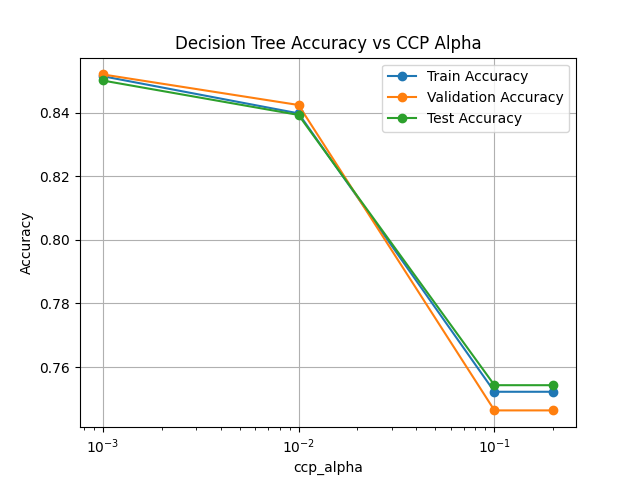 Decision Tree Accuracy vs CCP Alpha
Train Accuracy
Validation Accuracy
Test Accuracy
Accuracy
0.84
0.82
0.80
0.78
0.76
10⁻³
10⁻²
10⁻¹
ccp_alpha